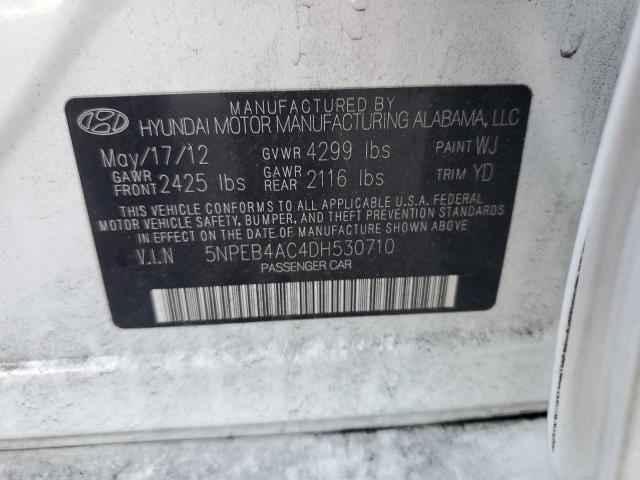 MANUFACTURED BY
HYUNDAI MOTOR MANUFACTURING ALABAMA, LLC
May/17/12 GVWR 4299 lbs PAINT WJ
GAWR FRONT 2425 lbs GAWR REAR 2116 lbs TRIM YD
THIS VEHICLE CONFORMS TO ALL APPLICABLE U.S.A. FEDERAL
MOTOR VEHICLE SAFETY, BUMPER, AND THEFT PREVENTION STANDARDS
IN EFFECT ON THE DATE OF MANUFACTURE SHOWN ABOVE.
V.I.N 5NPEB4AC4DH530710
PASSENGER CAR